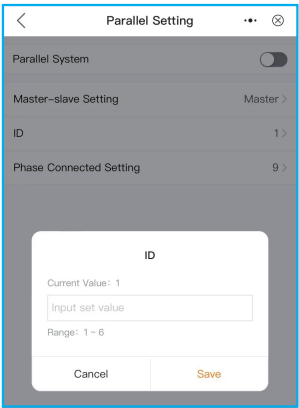 Parallel Setting
Parallel System
Master-slave Setting Master >
ID 1 >
Phase Connected Setting 9 >
ID
Current Value: 1
Input set value
Range: 1 ~ 6
Cancel Save